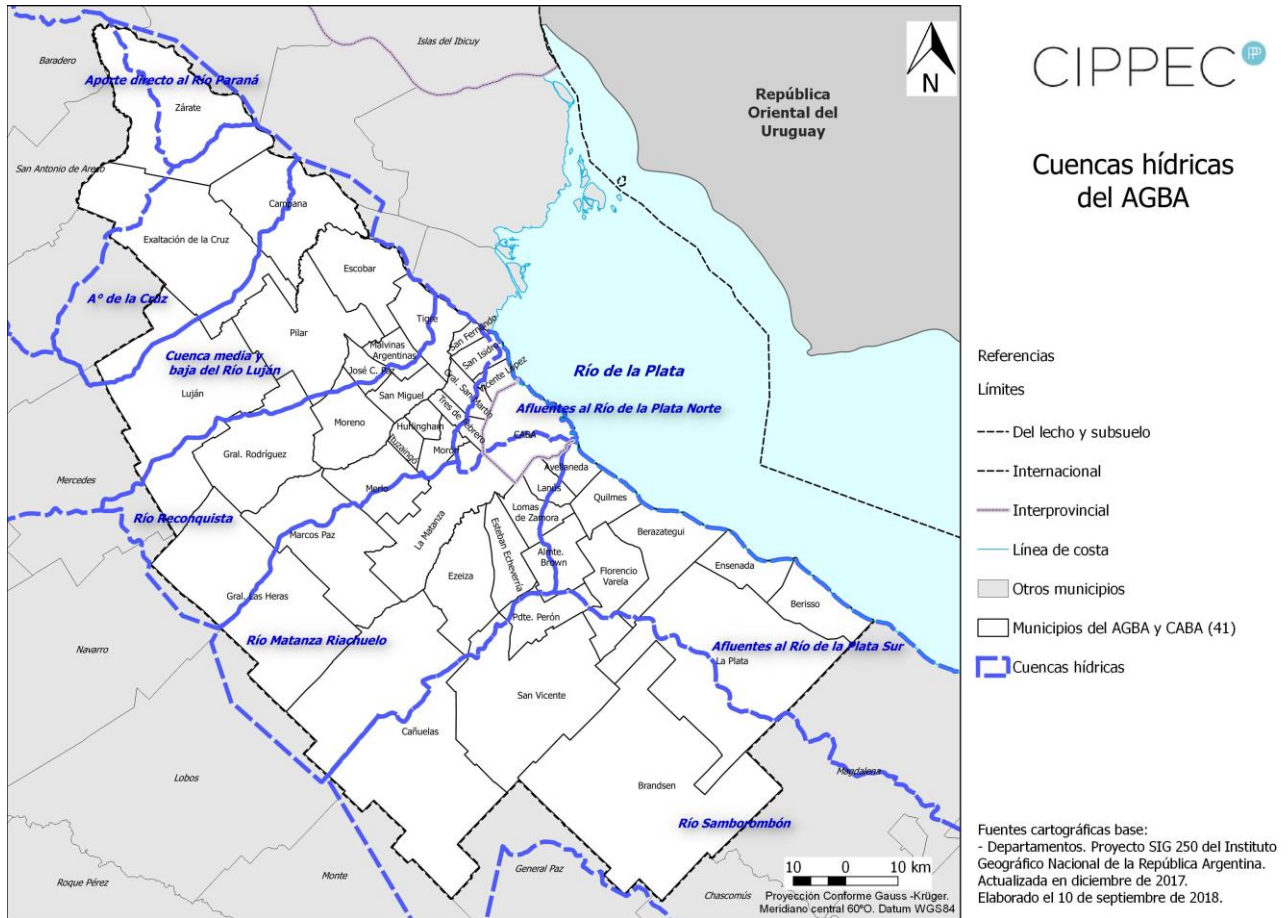 Islas del Ibicuy
Baradero
Aporte directo al Río Paraná
Zárate
República
Oriental del
Uruguay
N
San Antonio de Areco
Campana
Exaltación de la Cruz
Escobar
A° de la Cruz
Tigre
San Fernando
Pilar
San Isidro
Malvinas
Argentinas
Cuenca media y
baja del Río Luján
José C. Paz
Vicente López
Río de la Plata
Luján
San Miguel
Gral. San Martín
Tres de Febrero
Afluentes al Río de la Plata Norte
Moreno
Hurlingham
CABA
Ituzaingó
Morón
Gral. Rodríguez
Avellaneda
Mercedes
Merlo
Lanús
Quilmes
Río Reconquista
Lomas
de Zamora
La Matanza
Marcos Paz
Berazategui
Esteban Echeverría
Almte.
Brown
Ensenada
Ezeiza
Florencio
Varela
Gral. Las Heras
Berisso
Pdte. Perón
Río Matanza Riachuelo
Afluentes al Río de la Plata Sur
Navarro
La Plata
San Vicente
Cañuelas
Lobos
Brandsen
Magdalena
Río Samborombón
General Paz
Roque Pérez
Monte
Chascomús
10 0 10 km
Proyección Conforme Gauss -Krüger.
Meridiano central 60°O. Datum WGS84
CIPPEC
PP
Cuencas hídricas
del AGBA
Referencias
Límites
Del lecho y subsuelo
Internacional
Interprovincial
Línea de costa
Otros municipios
Municipios del AGBA y CABA (41)
Cuencas hídricas
Fuentes cartográficas base:
- Departamentos. Proyecto SIG 250 del Instituto
Geográfico Nacional de la República Argentina.
Actualizada en diciembre de 2017.
Elaborado el 10 de septiembre de 2018.